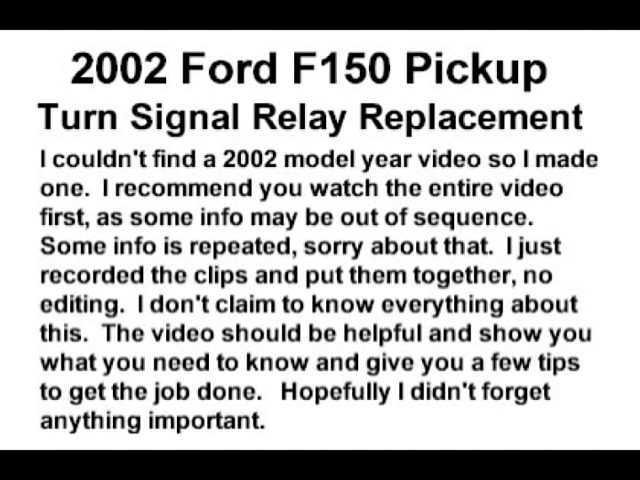 2002 Ford F150 Pickup
Turn Signal Relay Replacement
I couldn't find a 2002 model year video so I made
one.  I recommend you watch the entire video
first, as some info may be out of sequence.
Some info is repeated, sorry about that.  I just
recorded the clips and put them together, no
editing.  I don't claim to know everything about
this.  The video should be helpful and show you
what you need to know and give you a few tips
to get the job done.   Hopefully I didn't forget
anything important.